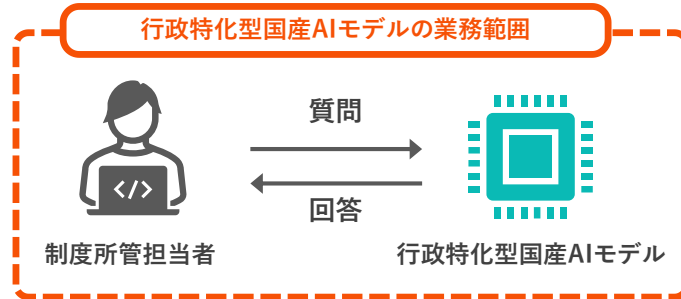 行政特化型国産AIモデルの業務範囲
質問
</>
回答
制度所管担当者
行政特化型国産AIモデル